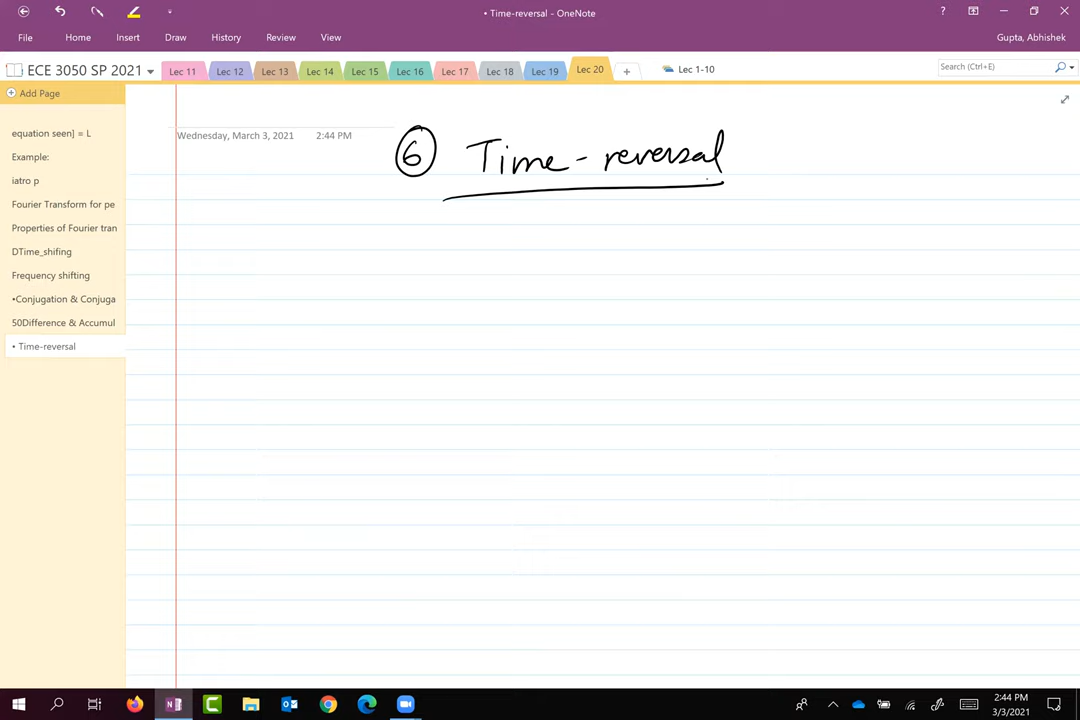 • Time-reversal - OneNote
?
File Home Insert Draw History Review View
Gupta, Abhishek
ECE 3050 SP 2021
Lec 11 Lec 12 Lec 13 Lec 14 Lec 15 Lec 16 Lec 17 Lec 18 Lec 19 Lec 20 + Lec 1-10
Search (Ctrl+E)
Add Page
equation seen] = L
Example:
iatro p
Fourier Transform for pe
Properties of Fourier tran
DTime_shifing
Frequency shifting
•Conjugation & Conjuga
50Difference & Accumul
• Time-reversal
Wednesday, March 3, 2021 2:44 PM
6 Time-reversal
2:44 PM
3/3/2021